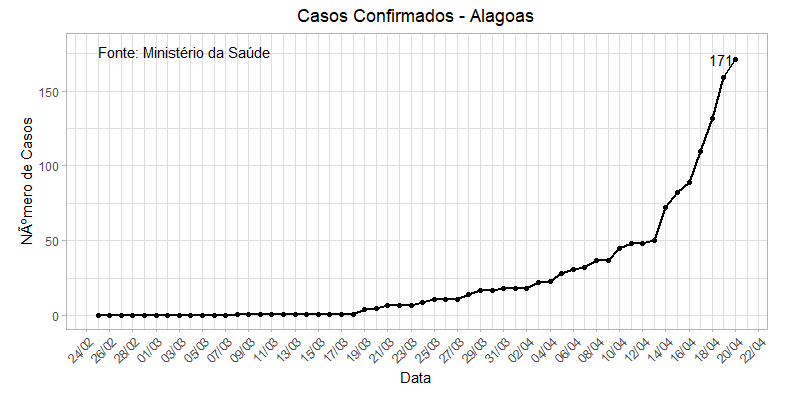 Casos Confirmados - Alagoas
Fonte: Ministério da Saúde
171
NÃºmero de Casos
150
100
50
0
24/02 26/02 28/02 01/03 03/03 05/03 07/03 09/03 11/03 13/03 15/03 17/03 19/03 21/03 23/03 25/03 27/03 29/03 31/03 02/04 04/04 06/04 08/04 10/04 12/04 14/04 16/04 18/04 20/04 22/04
Data